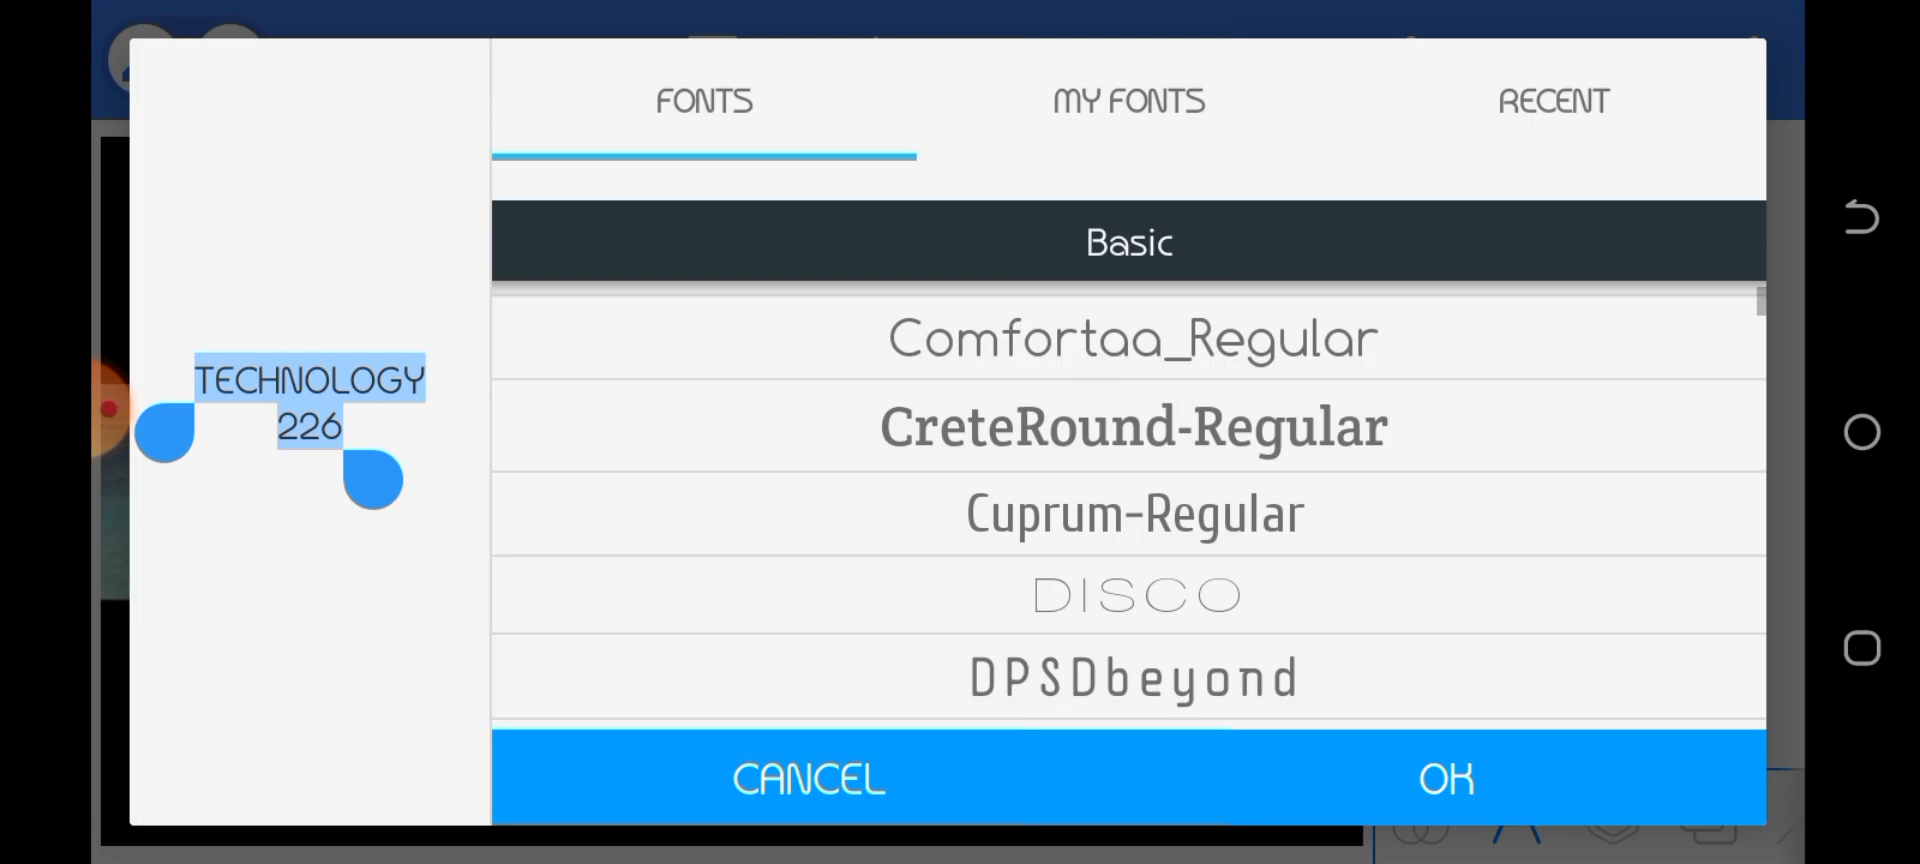 FONTS
MY FONTS
RECENT
Basic
TECHNOLOGY
226
Comfortaa_Regular
CreteRound-Regular
Cuprum-Regular
DISCO
DPSDbeyond
CANCEL
OK